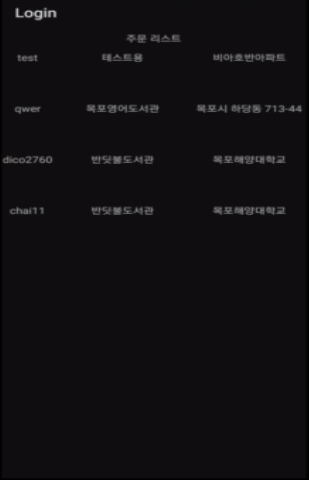 Login
주문 리스트
test 테스트용 비아호반아파트
qwer 목포영어도서관 목포시 하당동 713-44
dico2760 반딧불도서관 목포해양대학교
chai11 반딧불도서관 목포해양대학교